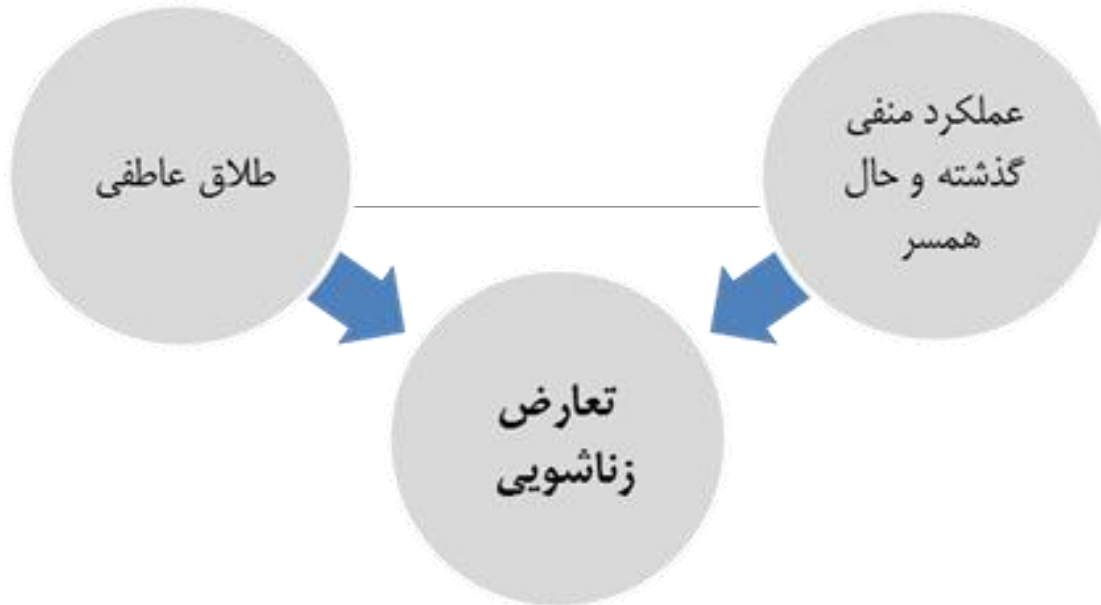 عملکرد منفی
گذشته و حال
همسر
طلاق عاطفی
تعارض
زناشویی